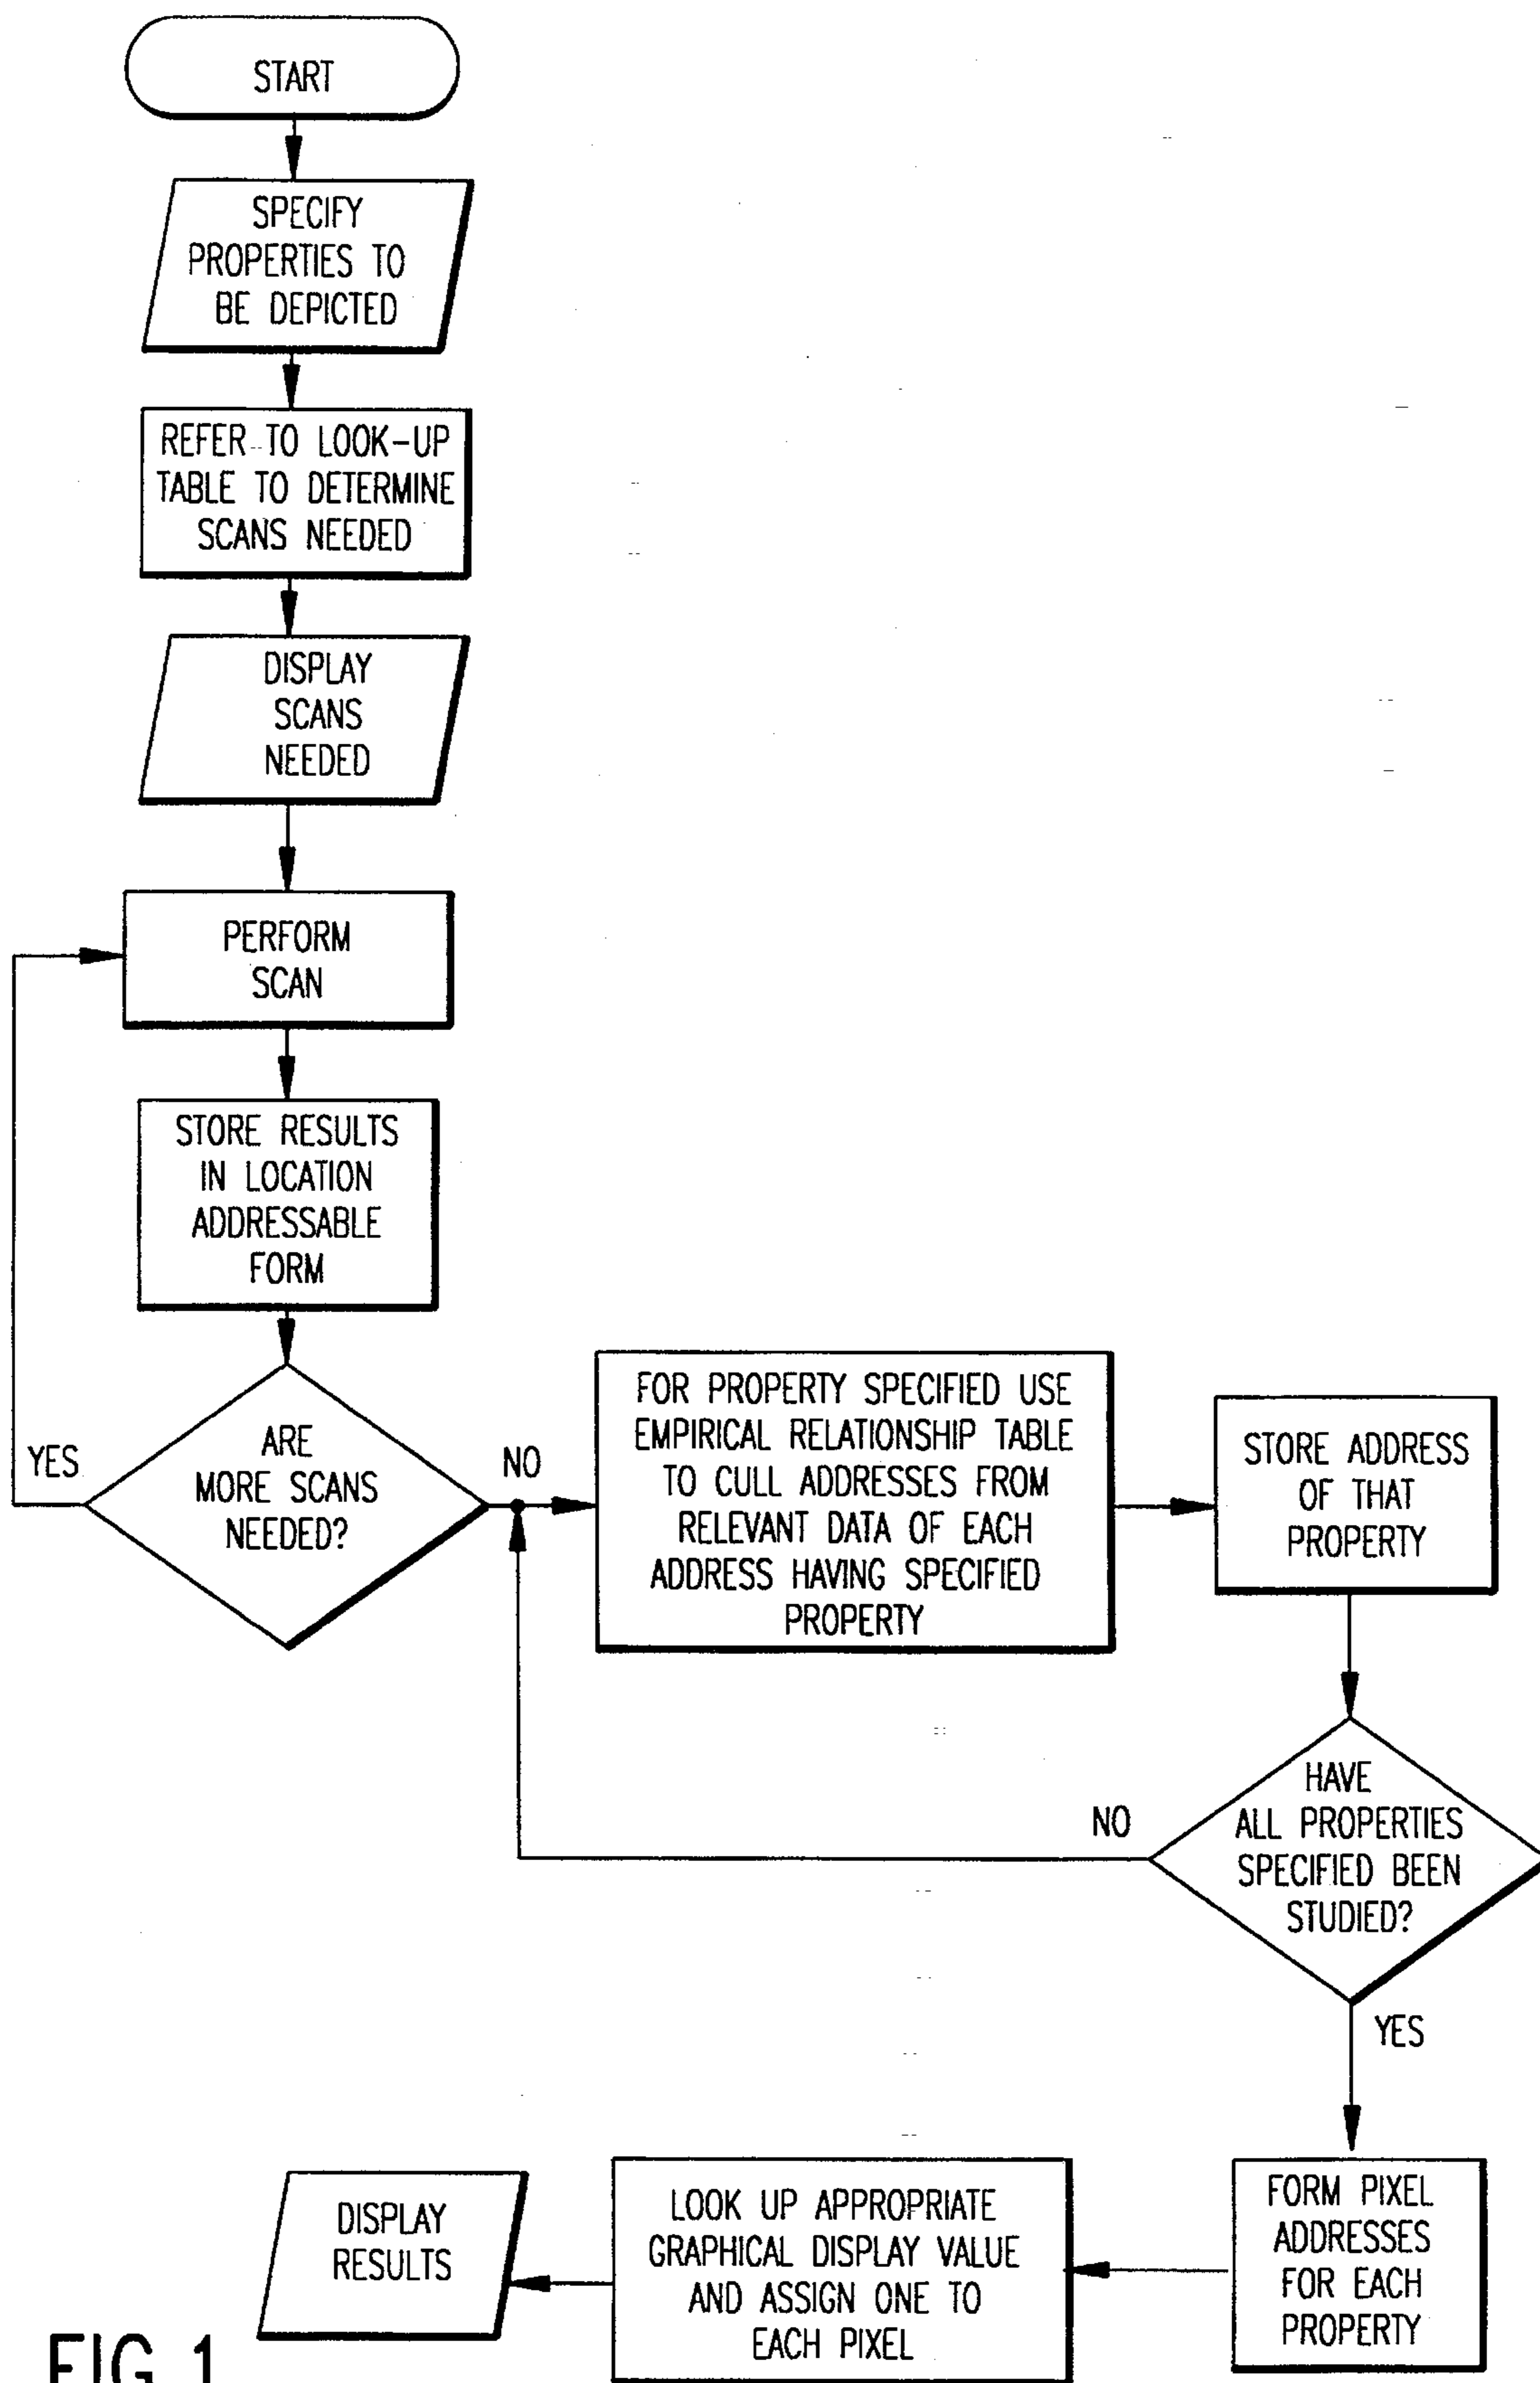 START
SPECIFY
PROPERTIES TO
BE DEPICTED
REFER TO LOOK-UP
TABLE TO DETERMINE
SCANS NEEDED
DISPLAY
SCANS
NEEDED
PERFORM
SCAN
STORE RESULTS
IN LOCATION
ADDRESSABLE
FORM
ARE
MORE SCANS
NEEDED?
YES
NO
FOR PROPERTY SPECIFIED USE
EMPIRICAL RELATIONSHIP TABLE
TO CULL ADDRESSES FROM
RELEVANT DATA OF EACH
ADDRESS HAVING SPECIFIED
PROPERTY
STORE ADDRESS
OF THAT
PROPERTY
HAVE
ALL PROPERTIES
SPECIFIED BEEN
STUDIED?
NO
YES
FORM PIXEL
ADDRESSES
FOR EACH
PROPERTY
LOOK UP APPROPRIATE
GRAPHICAL DISPLAY VALUE
AND ASSIGN ONE TO
EACH PIXEL
DISPLAY
RESULTS
FIG 1